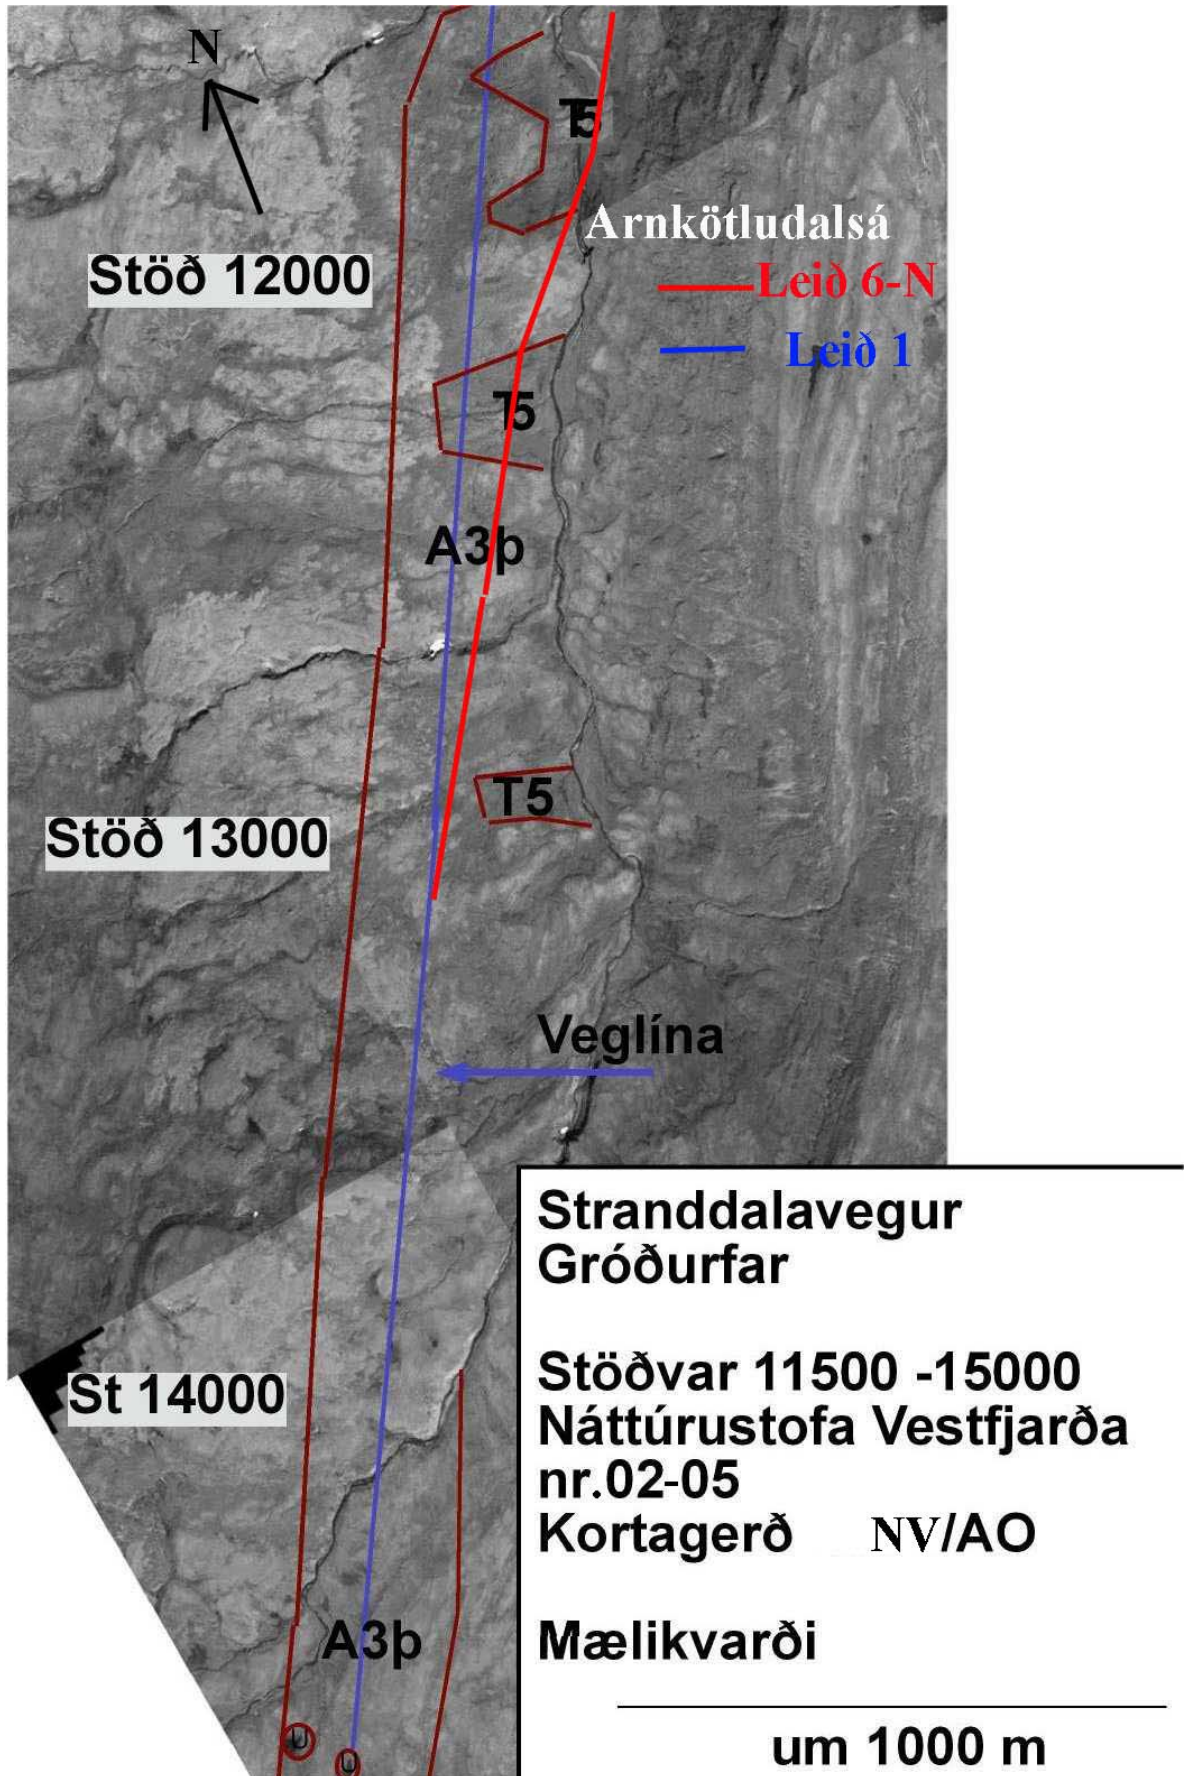 N
T5
Arnkötludalsá
Stöð 12000
Leið 6-N
Leið 1
T5
A3þ
T5
Stöð 13000
Veglína
Stranddalavegur
Gróðurfar
Stöðvar 11500 -15000
Náttúrustofa Vestfjarða
nr.02-05
Kortagerð NV/AO
Mælikvarði
um 1000 m
St 14000
A3þ
U
U